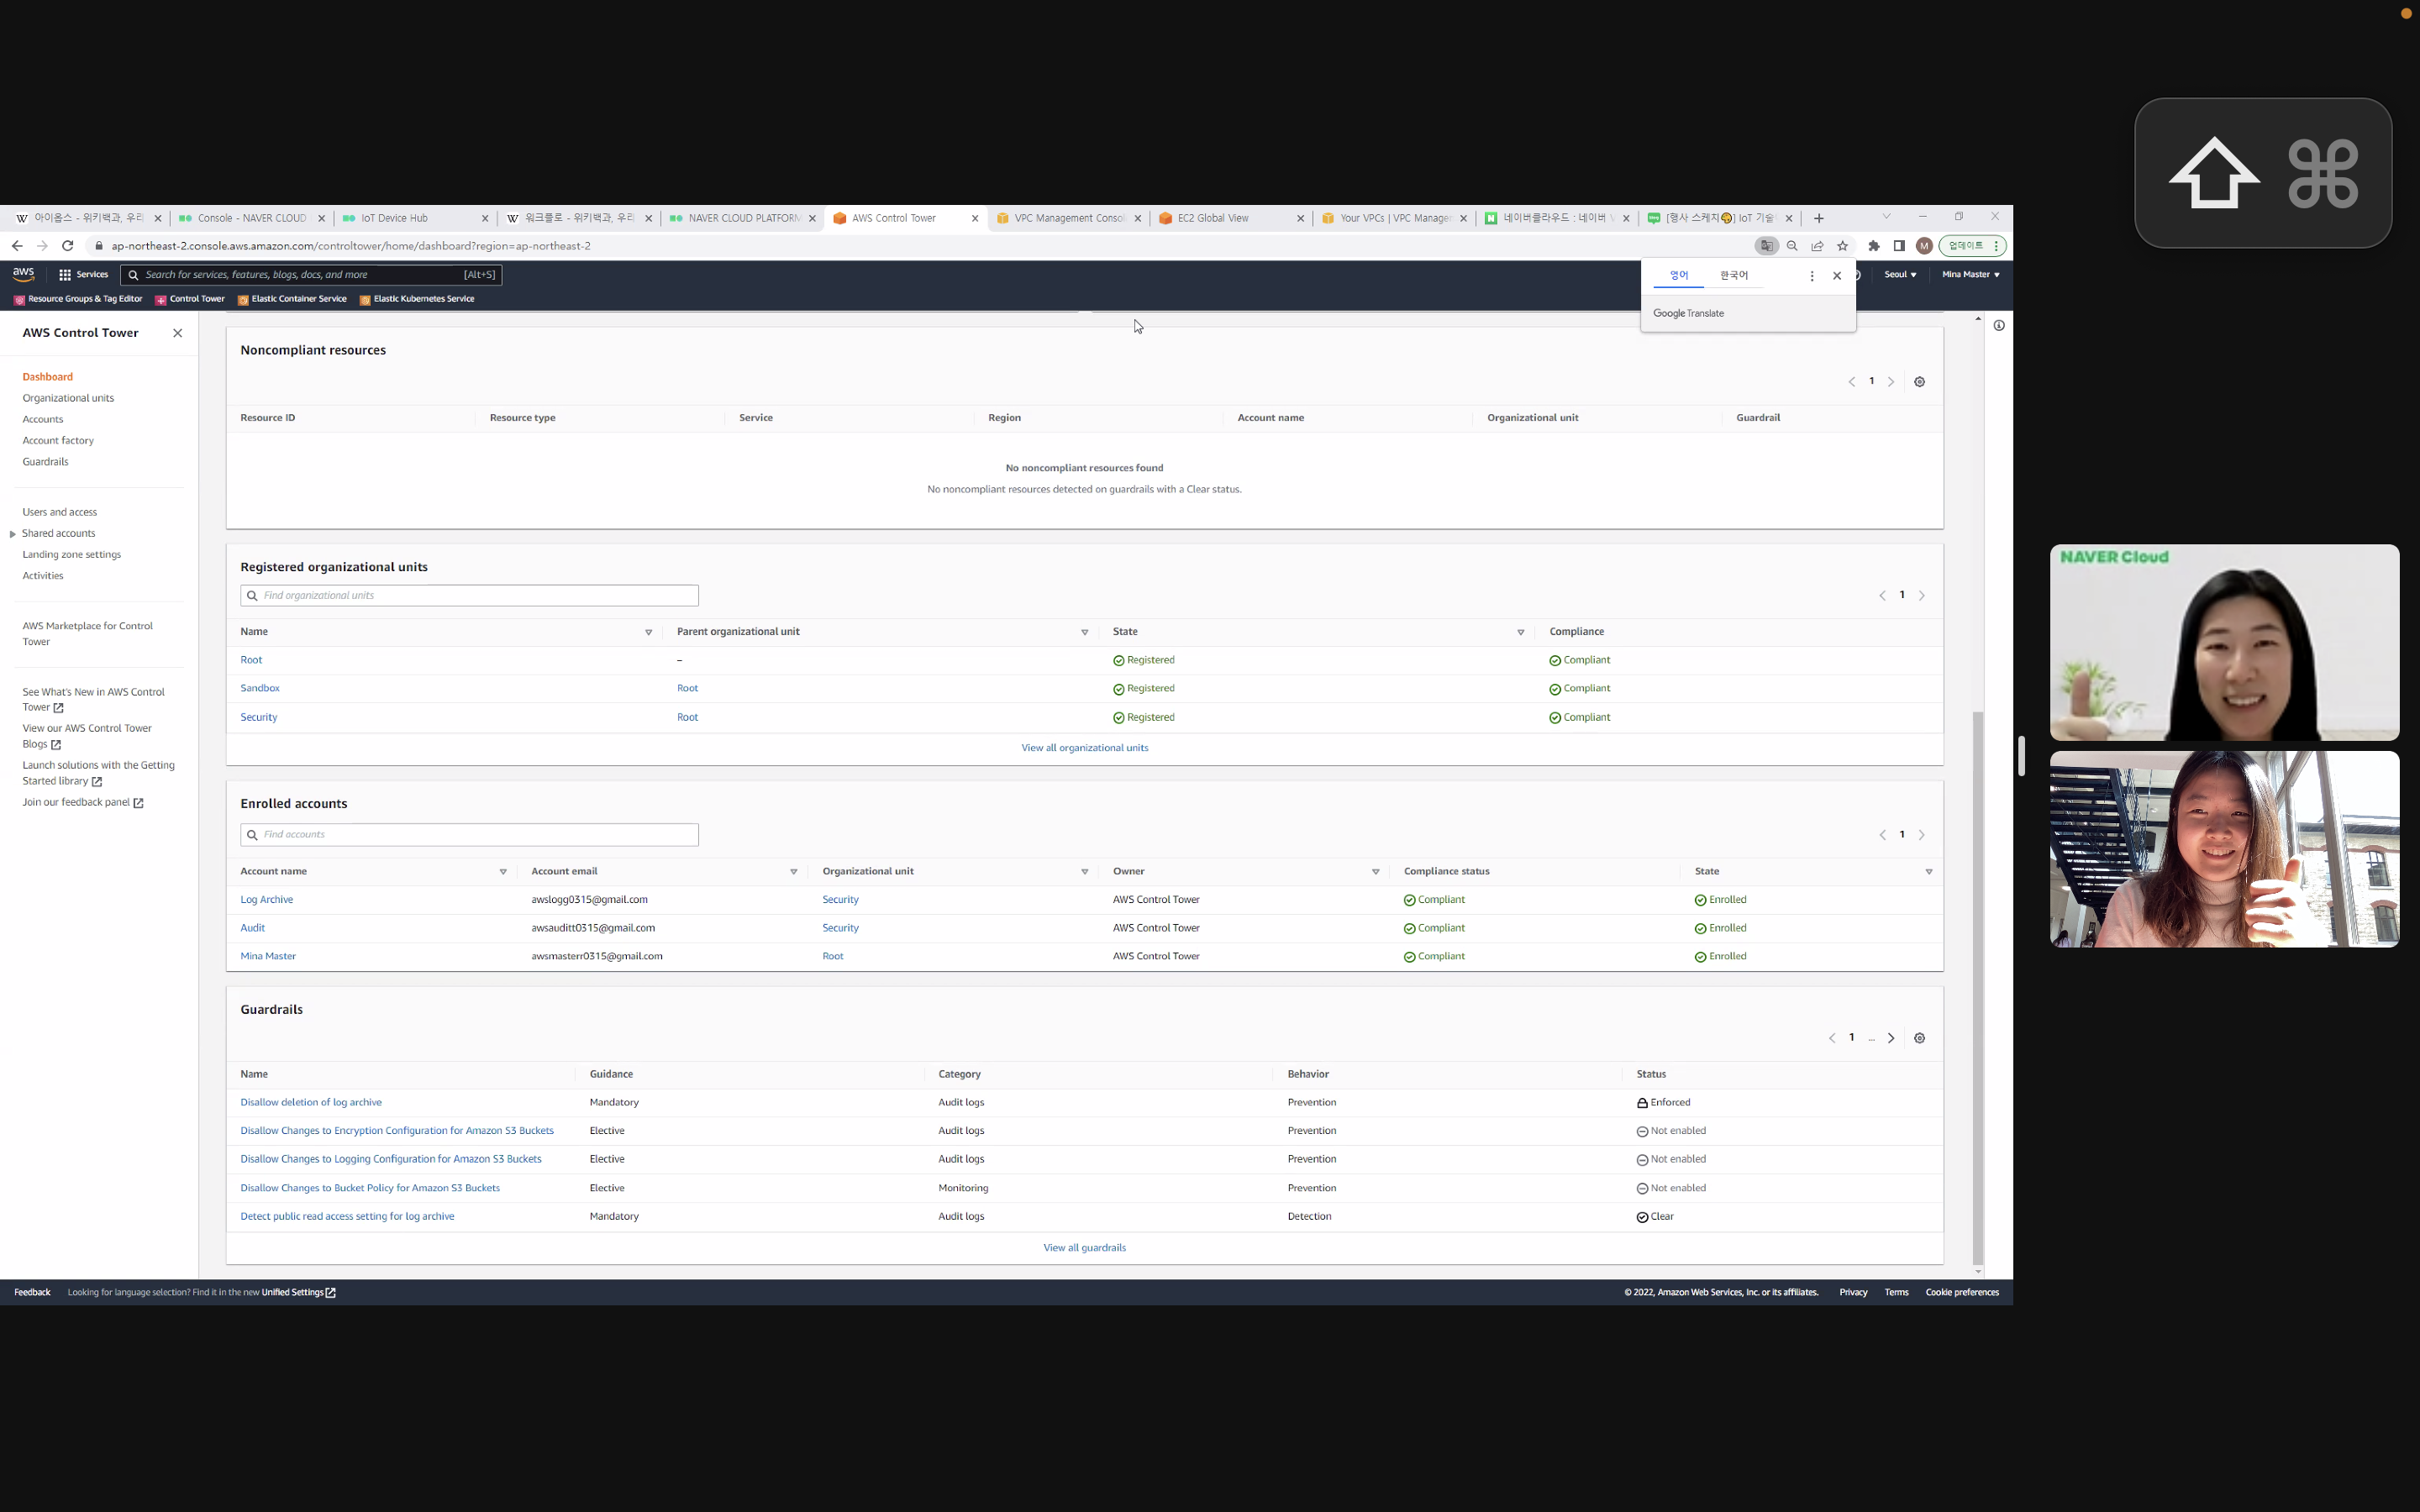 아이옵스 - 위키백과, 우리
Console - NAVER CLOUD
IoT Device Hub
워크플로 - 위키백과, 우리
NAVER CLOUD PLATFORM
AWS Control Tower
VPC Management Consol
EC2 Global View
Your VPCs | VPC Manager
네이버클라우드 : 네이버
[행사 스케치] IoT 기술
ap-northeast-2.console.aws.amazon.com/controltower/home/dashboard?region=ap-northeast-2
M
업데이트
aws
Services
Search for services, features, blogs, docs, and more
[Alt+S]
영어
한국어
Google Translate
Seoul
Mina Master
Resource Groups & Tag Editor
Control Tower
Elastic Container Service
Elastic Kubernetes Service
AWS Control Tower
Dashboard
Organizational units
Accounts
Account factory
Guardrails
Users and access
Shared accounts
Landing zone settings
Activities
AWS Marketplace for Control
Tower
See What's New in AWS Control
Tower
View our AWS Control Tower
Blogs
Launch solutions with the Getting
Started library
Join our feedback panel
Noncompliant resources
1
Resource ID Resource type Service Region Account name Organizational unit Guardrail
No noncompliant resources found
No noncompliant resources detected on guardrails with a Clear status.
Registered organizational units
Find organizational units
1
Name Parent organizational unit State Compliance
Root – Registered Compliant
Sandbox Root Registered Compliant
Security Root Registered Compliant
View all organizational units
Enrolled accounts
Find accounts
1
Account name Account email Organizational unit Owner Compliance status State
Log Archive awslogg0315@gmail.com Security AWS Control Tower Compliant Enrolled
Audit awsauditt0315@gmail.com Security AWS Control Tower Compliant Enrolled
Mina Master awsmasterr0315@gmail.com Root AWS Control Tower Compliant Enrolled
Guardrails
1 ...
Name Guidance Category Behavior Status
Disallow deletion of log archive Mandatory Audit logs Prevention Enforced
Disallow Changes to Encryption Configuration for Amazon S3 Buckets Elective Audit logs Prevention Not enabled
Disallow Changes to Logging Configuration for Amazon S3 Buckets Elective Audit logs Prevention Not enabled
Disallow Changes to Bucket Policy for Amazon S3 Buckets Elective Monitoring Prevention Not enabled
Detect public read access setting for log archive Mandatory Audit logs Detection Clear
View all guardrails
Feedback
Looking for language selection? Find it in the new Unified Settings
© 2022, Amazon Web Services, Inc. or its affiliates.
Privacy
Terms
Cookie preferences
NAVER Cloud